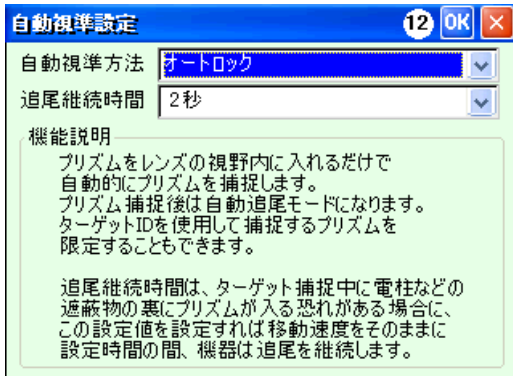 自動視準設定 12 OK ×
自動視準方法 オートロック
追尾継続時間 2秒
機能説明
プリズムをレンズの視野内に入れるだけで
自動的にプリズムを捕捉します。
プリズム捕捉後は自動追尾モードになります。
ターゲットIDを使用して捕捉するプリズムを
限定することもできます。
追尾継続時間は、ターゲット捕捉中に電柱などの
遮蔽物の裏にプリズムが入る恐れがある場合に、
この設定値を設定すれば移動速度をそのままに
設定時間の間、機器は追尾を継続します。